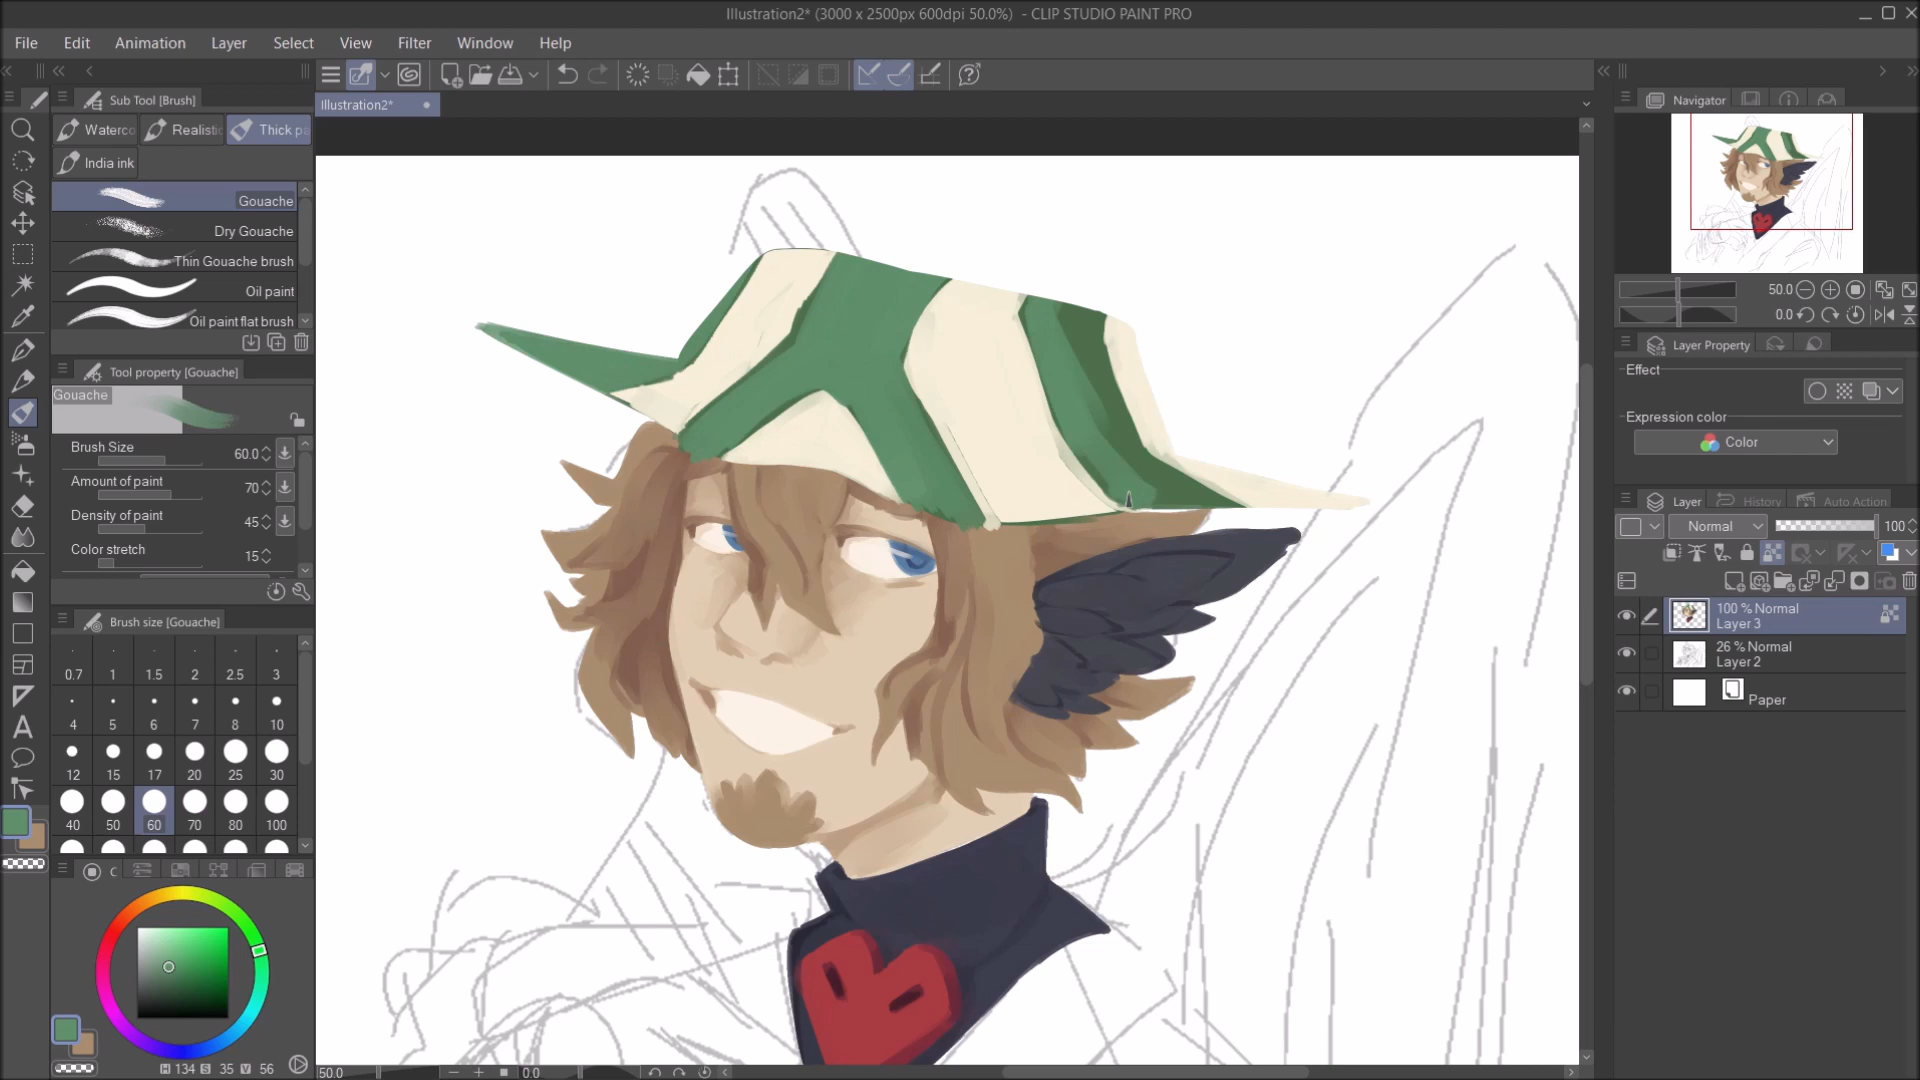 Illustration2* (3000 x 2500px 600dpi 50.0%) - CLIP STUDIO PAINT PRO
File Edit Animation Layer Select View Filter Window Help
Sub Tool [Brush]
Illustration2*
Navigator
Waterco Realistic Thick pa
India ink
Gouache
Dry Gouache
Thin Gouache brush
Oil paint
Oil paint flat brush
Tool property [Gouache]
Gouache
Brush Size 60.0
Amount of paint 70
Density of paint 45
Color stretch 15
Brush size [Gouache]
0.7 1 1.5 2 2.5 3
4 5 6 7 8 10
12 15 17 20 25 30
40 50 60 70 80 100
C
H 134 S 35 V 56
50.0 0.0
50.0
0.0
Layer Property
Effect
Expression color
Color
Layer History Auto Action
Normal 100
100 % Normal
Layer 3
26 % Normal
Layer 2
Paper